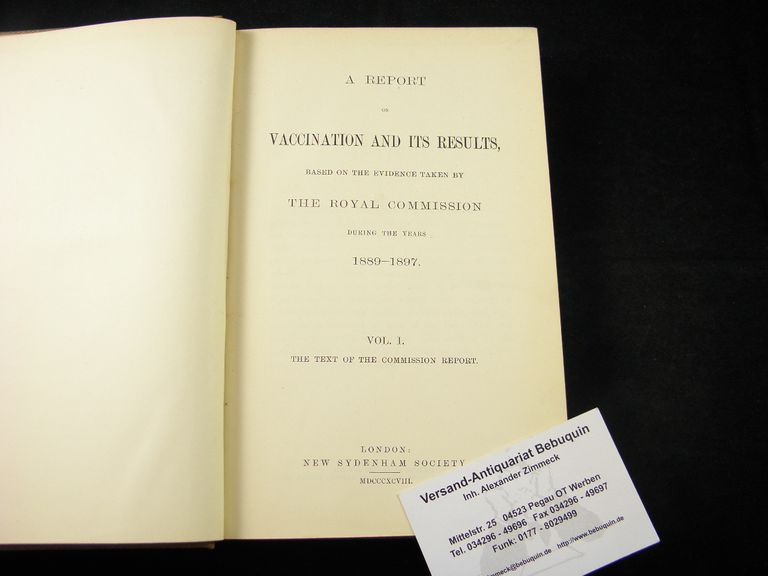 A REPORT
ON
VACCINATION AND ITS RESULTS,
BASED ON THE EVIDENCE TAKEN BY
THE ROYAL COMMISSION
DURING THE YEARS
1889-1897.
VOL. I.
THE TEXT OF THE COMMISSION REPORT.
LONDON:
NEW SYDENHAM SOCIETY
MDCCCXCVIII.
Versand-Antiquariat Bebuquin
Inh. Alexander Zimmeck
Mittelstr. 25 04523 Pegau OT Werben
Tel. 034296 - 49696 Fax 034296 - 49697
Funk: 0177 - 8029499
mmeck@bebuquin.de http://www.bebuquin.de